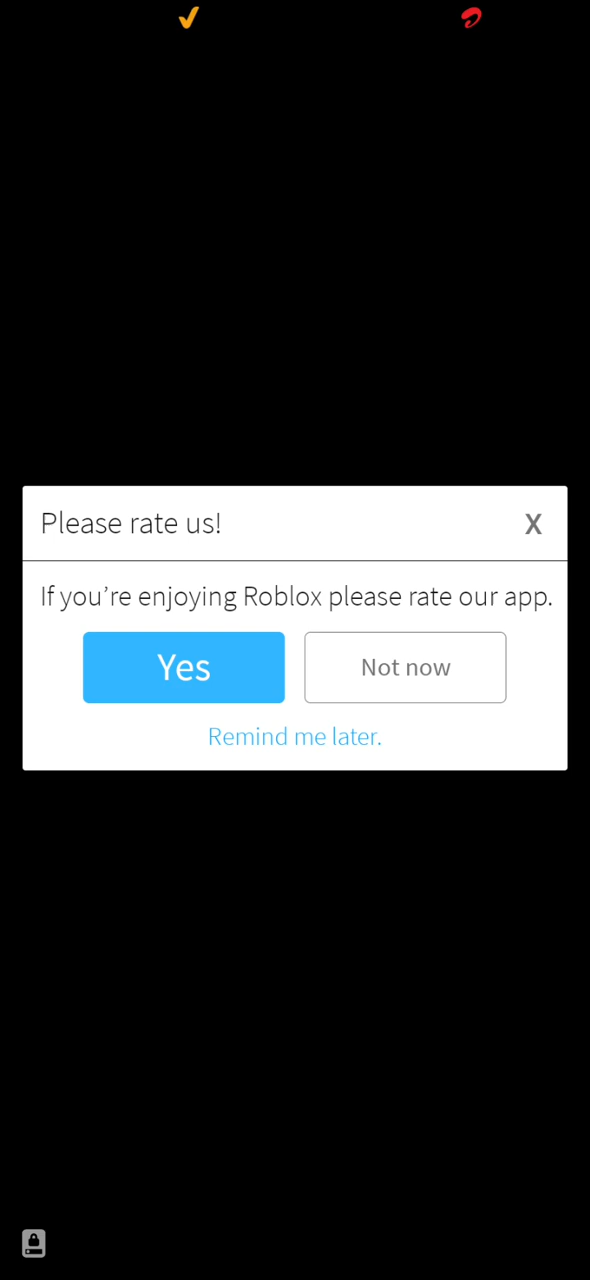 Please rate us!
X
If you’re enjoying Roblox please rate our app.
Yes
Not now
Remind me later.